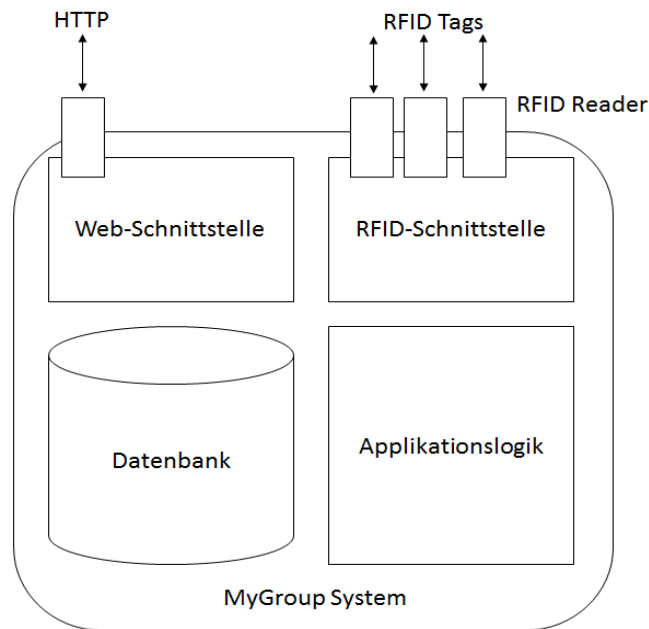 HTTP
RFID Tags
RFID Reader
Web-Schnittstelle
RFID-Schnittstelle
Datenbank
Applikationslogik
MyGroup System